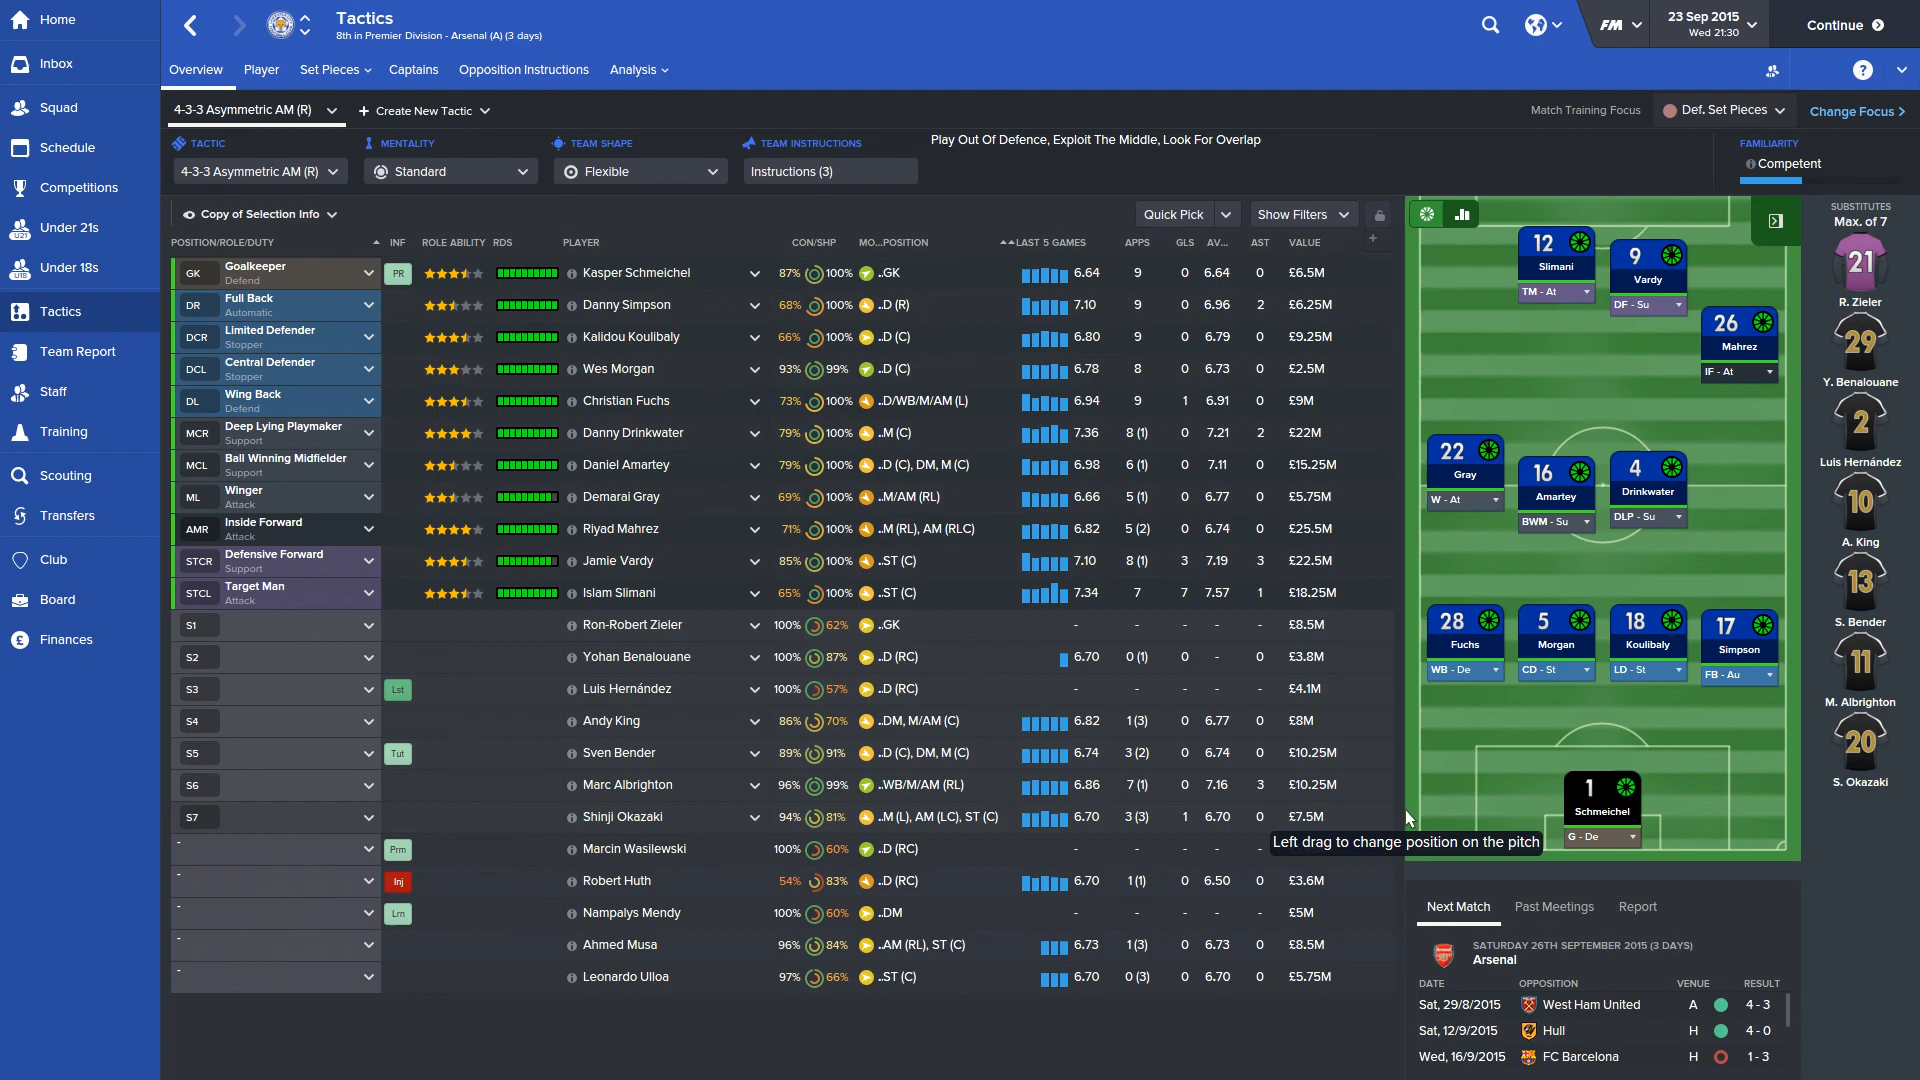 Home
Inbox
Squad
Schedule
Competitions
U21
Under 21s
U18
Under 18s
Tactics
Team Report
Staff
Training
Scouting
Transfers
Club
Board
£ Finances
Tactics
8th in Premier Division - Arsenal (A) (3 days)
FM
23 Sep 2015
Wed 21:30
Continue
Overview Player Set Pieces Captains Opposition Instructions Analysis
?
4-3-3 Asymmetric AM (R) + Create New Tactic
Match Training Focus Def. Set Pieces Change Focus >
TACTIC MENTALITY TEAM SHAPE TEAM INSTRUCTIONS
Play Out Of Defence, Exploit The Middle, Look For Overlap
4-3-3 Asymmetric AM (R) Standard Flexible Instructions (3)
FAMILIARITY
Competent
Copy of Selection Info Quick Pick Show Filters
POSITION/ROLE/DUTY INF ROLE ABILITY RDS PLAYER CON/SHP MO...POSITION LAST 5 GAMES APPS GLS AV... AST VALUE
GK Goalkeeper Defend PR Kasper Schmeichel 87% 100% ..GK 6.64 9 0 6.64 0 £6.5M
DR Full Back Automatic Danny Simpson 68% 100% ..D (R) 7.10 9 0 6.96 2 £6.25M
DCR Limited Defender Stopper Kalidou Koulibaly 66% 100% ..D (C) 6.80 9 0 6.79 0 £9.25M
DCL Central Defender Stopper Wes Morgan 93% 99% ..D (C) 6.78 8 0 6.73 0 £2.5M
DL Wing Back Defend Christian Fuchs 73% 100% ..D/WB/M/AM (L) 6.94 9 1 6.91 0 £9M
MCR Deep Lying Playmaker Support Danny Drinkwater 79% 100% ..M (C) 7.36 8 (1) 0 7.21 2 £22M
MCL Ball Winning Midfielder Support Daniel Amartey 79% 100% ..D (C), DM, M (C) 6.98 6 (1) 0 7.11 0 £15.25M
ML Winger Attack Demarai Gray 69% 100% ..M/AM (RL) 6.66 5 (1) 0 6.77 0 £5.75M
AMR Inside Forward Attack Riyad Mahrez 71% 100% ..M (RL), AM (RLC) 6.82 5 (2) 0 6.74 0 £25.5M
STCR Defensive Forward Support Jamie Vardy 85% 100% ..ST (C) 7.10 8 (1) 3 7.19 3 £22.5M
STCL Target Man Attack Islam Slimani 65% 100% ..ST (C) 7.34 7 7 7.57 1 £18.25M
S1 Ron-Robert Zieler 100% 62% ..GK - - - - - £8.5M
S2 Yohan Benalouane 100% 87% ..D (RC) 6.70 0 (1) 0 - 0 £3.8M
S3 Lst Luis Hernández 100% 57% ..D (RC) - - - - - £4.1M
S4 Andy King 86% 70% ..DM, M/AM (C) 6.82 1 (3) 0 6.77 0 £8M
S5 Tut Sven Bender 89% 91% ..D (C), DM, M (C) 6.74 3 (2) 0 6.74 0 £10.25M
S6 Marc Albrighton 96% 99% ..WB/M/AM (RL) 6.86 7 (1) 0 7.16 3 £10.25M
S7 Shinji Okazaki 94% 81% ..M (L), AM (LC), ST (C) 6.70 3 (3) 1 6.70 0 £7.5M
- Prm Marcin Wasilewski 100% 60% ..D (RC) - -
- Inj Robert Huth 54% 83% ..D (RC) 6.70 1 (1) 0 6.50 0 £3.6M
- Lrn Nampalys Mendy 100% 60% ..DM - - - - - £5M
- Ahmed Musa 96% 84% ..AM (RL), ST (C) 6.73 1 (3) 0 6.73 0 £8.5M
- Leonardo Ulloa 97% 66% ..ST (C) 6.70 0 (3) 0 6.70 0 £5.75M
Left drag to change position on the pitch
12
Slimani
TM - At
9
Vardy
DF - Su
26
Mahrez
IF - At
22
Gray
W - At
16
Amartey
BWM - Su
4
Drinkwater
DLP - Su
28
Fuchs
WB - De
5
Morgan
CD - St
18
Koulibaly
LD - St
17
Simpson
FB - Au
1
Schmeichel
G - De
SUBSTITUTES
Max. of 7
21
R. Zieler
29
Y. Benalouane
2
Luis Hernández
10
A. King
13
S. Bender
11
M. Albrighton
20
S. Okazaki
Next Match Past Meetings Report
SATURDAY 26TH SEPTEMBER 2015 (3 DAYS)
Arsenal
DATE OPPOSITION VENUE RESULT
Sat, 29/8/2015 West Ham United A 4 - 3
Sat, 12/9/2015 Hull H 4 - 0
Wed, 16/9/2015 FC Barcelona H 1 - 3